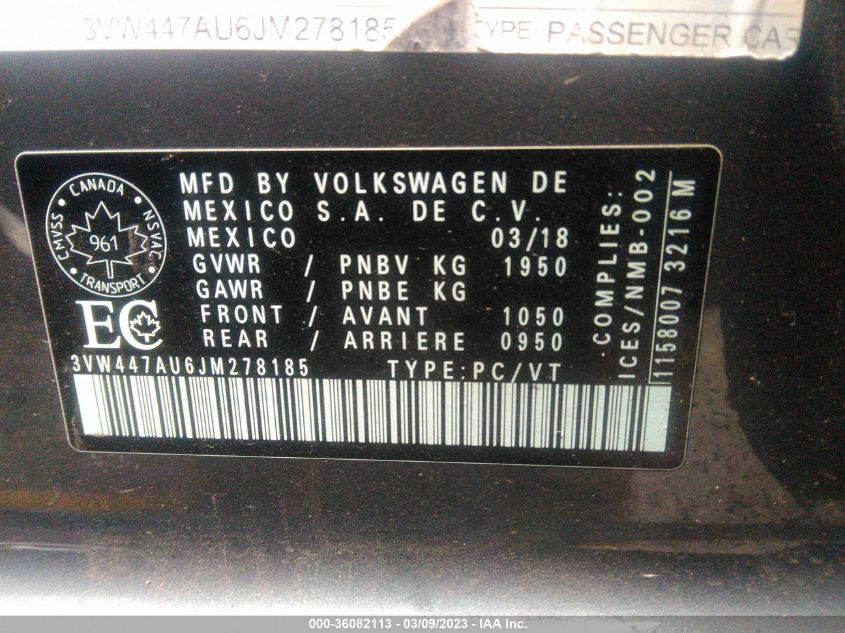 3VW447AU6JM278185 TYPE PASSENGER CAR
CANADA
CMVSS NSVAC
961
TRANSPORT
EC
MFD BY VOLKSWAGEN DE
MEXICO S.A. DE C.V.
MEXICO 03/18
GVWR / PNBV KG 1950
GAWR / PNBE KG
FRONT / AVANT 1050
REAR / ARRIERE 0950
3VW447AU6JM278185 TYPE:PC/VT
COMPLIES:
ICES/NMB-002
1158007 3216 M
000-36082113 - 03/09/2023 - IAA Inc.